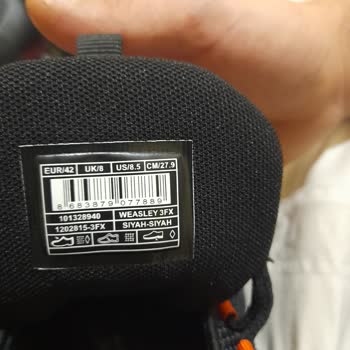 EUR/42 UK/8 US/8.5 CM/27.9
8 683879 077889
101328940 WEASLEY 3FX
1202815-3FX SIYAH-SIYAH